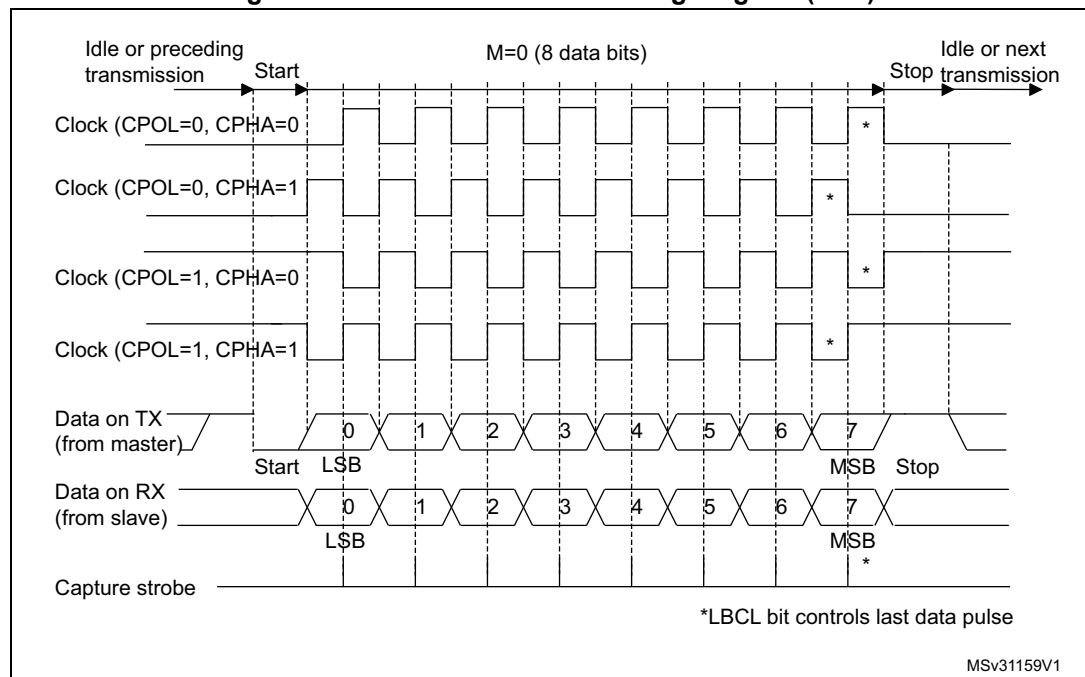 Idle or preceding transmission
Start
M=0 (8 data bits)
Stop
Idle or next transmission
Clock (CPOL=0, CPHA=0
*
Clock (CPOL=0, CPHA=1
*
Clock (CPOL=1, CPHA=0
*
Clock (CPOL=1, CPHA=1
*
Data on TX
(from master)
0 1 2 3 4 5 6 7
Start LSB MSB Stop
Data on RX
(from slave)
0 1 2 3 4 5 6 7
LSB MSB
*
Capture strobe
*LBCL bit controls last data pulse
MSv31159V1